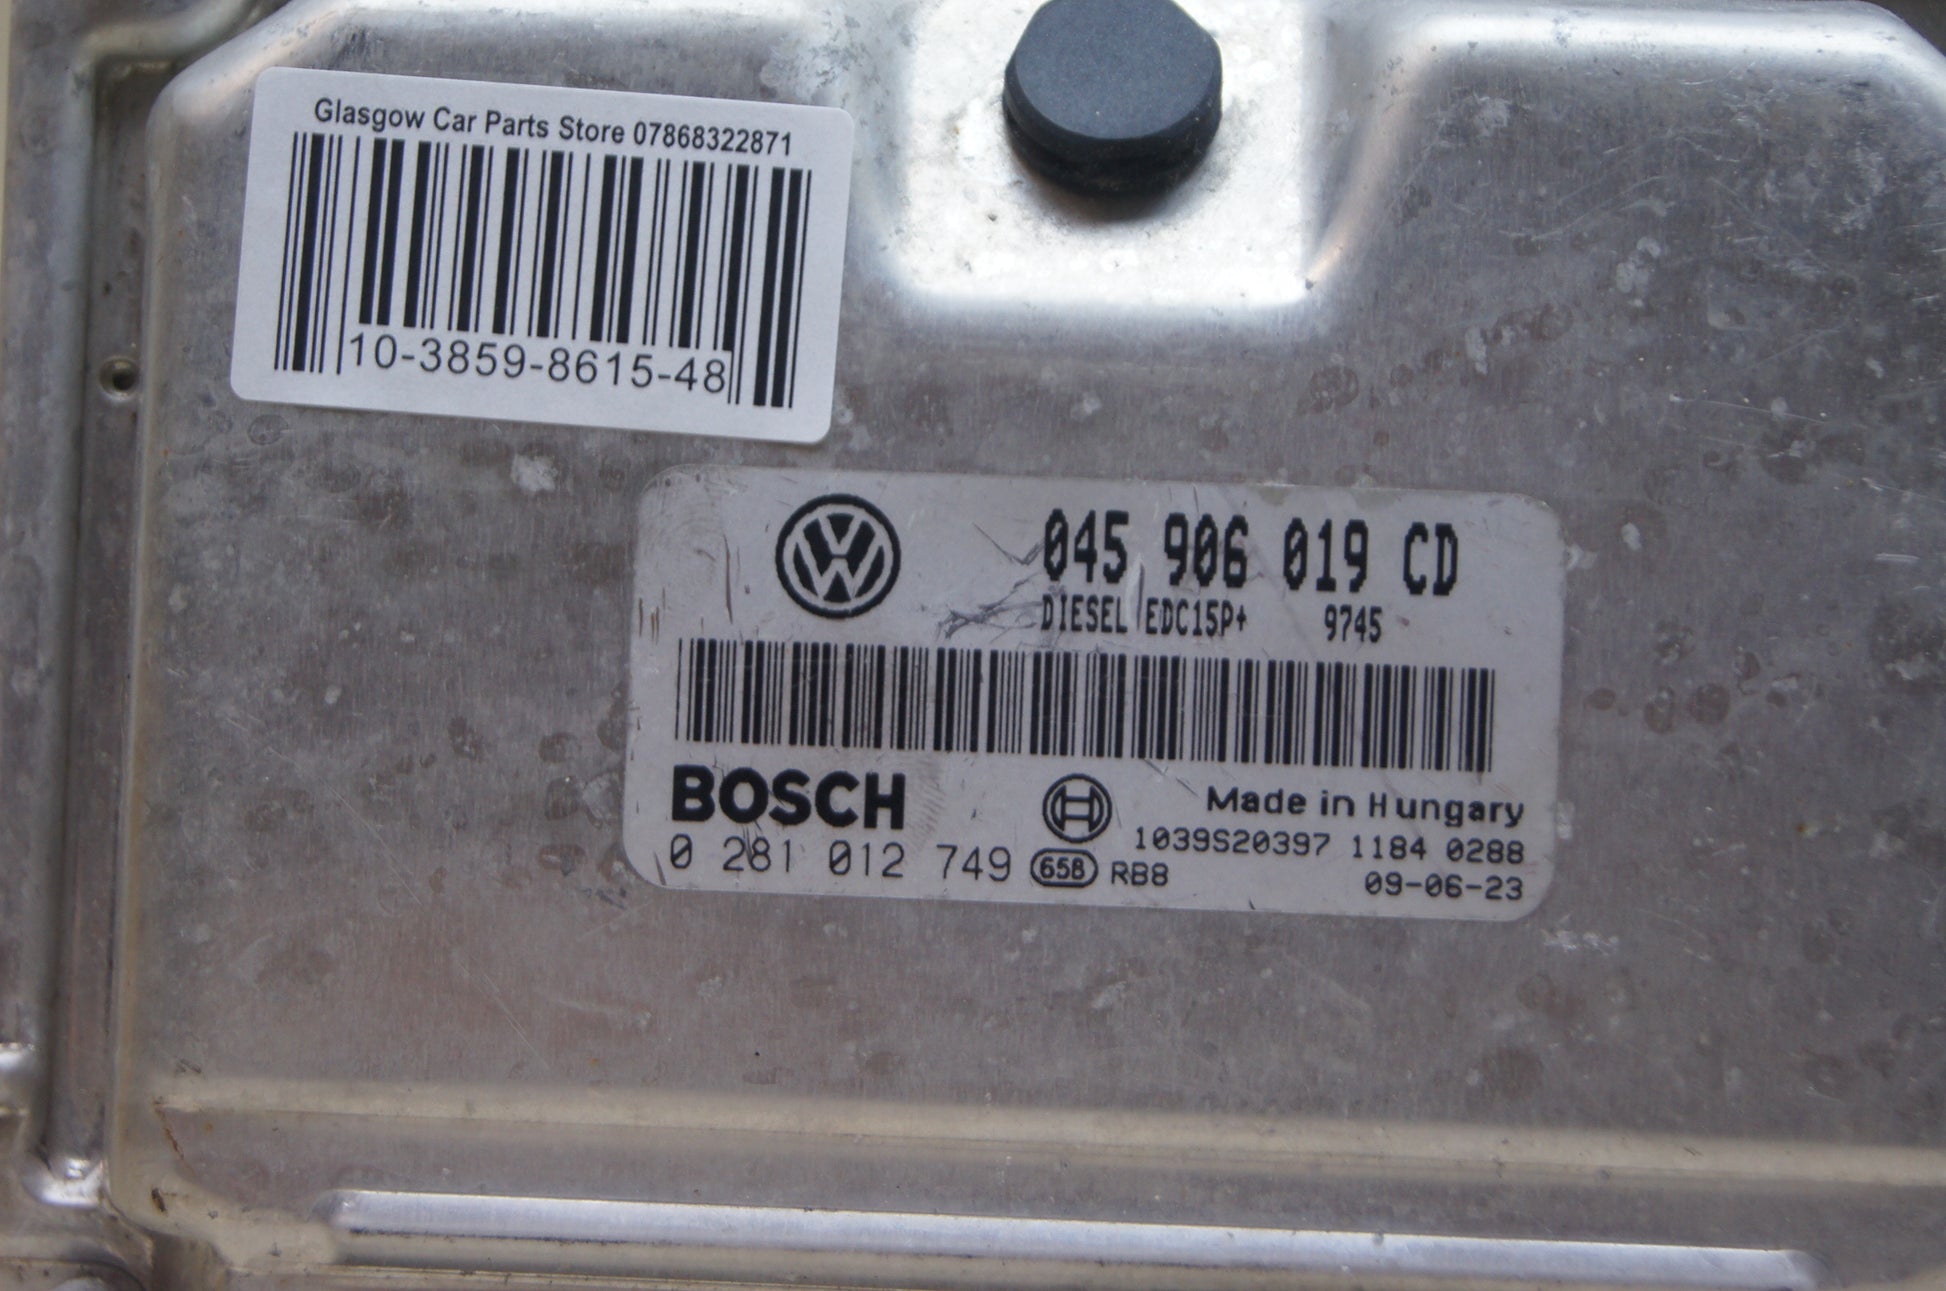 Glasgow Car Parts Store 07868322871
10-3859-8615-48
045 906 019 CD
DIESEL EDC15P+ 9745
BOSCH
Made in Hungary
1039S20397 1184 0288
0 281 012 749 658 RB8
09-06-23